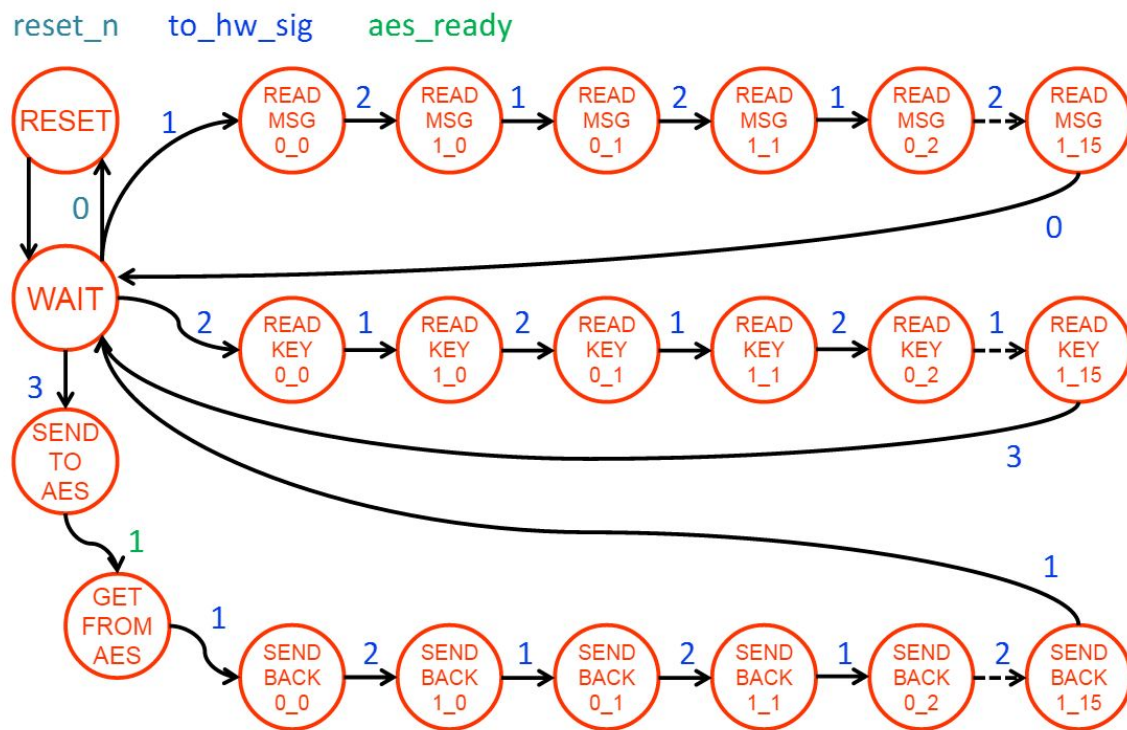 reset_n to_hw_sig aes_ready
RESET
1
READ
MSG
0_0
2
READ
MSG
1_0
1
READ
MSG
0_1
2
READ
MSG
1_1
1
READ
MSG
0_2
2
READ
MSG
1_15
0
0
WAIT
2
READ
KEY
0_0
1
READ
KEY
1_0
2
READ
KEY
0_1
1
READ
KEY
1_1
2
READ
KEY
0_2
1
READ
KEY
1_15
3
3
SEND
TO
AES
1
GET
FROM
AES
1
SEND
BACK
0_0
2
SEND
BACK
1_0
1
SEND
BACK
0_1
2
SEND
BACK
1_1
1
SEND
BACK
0_2
2
SEND
BACK
1_15
1